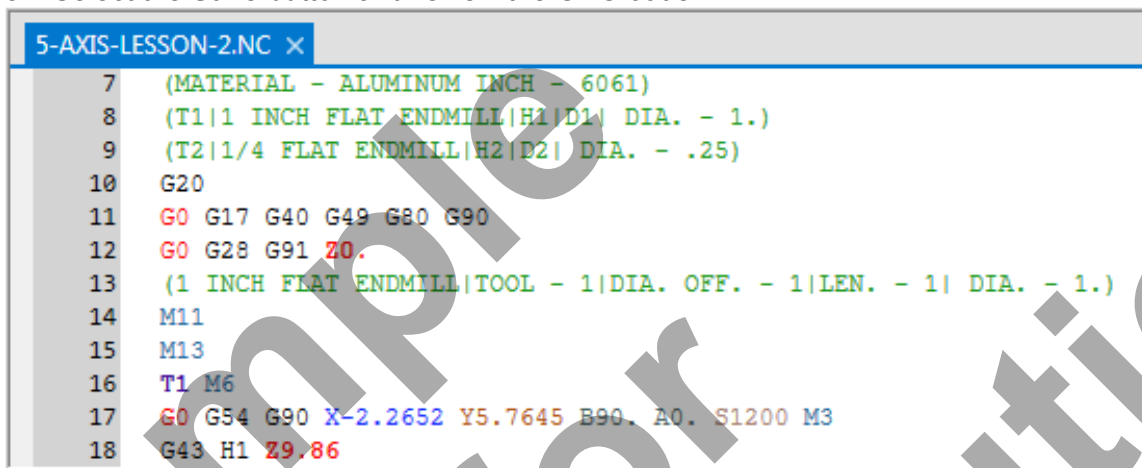 5-AXIS-LESSON-2.NC ×
7 (MATERIAL - ALUMINUM INCH - 6061)
8 (T1|1 INCH FLAT ENDMILL|H1|D1| DIA. - 1.)
9 (T2|1/4 FLAT ENDMILL|H2|D2| DIA. - .25)
10 G20
11 G0 G17 G40 G49 G80 G90
12 G0 G28 G91 Z0.
13 (1 INCH FLAT ENDMILL|TOOL - 1|DIA. OFF. - 1|LEN. - 1| DIA. - 1.)
14 M11
15 M13
16 T1 M6
17 G0 G54 G90 X-2.2652 Y5.7645 B90. A0. S1200 M3
18 G43 H1 Z9.86